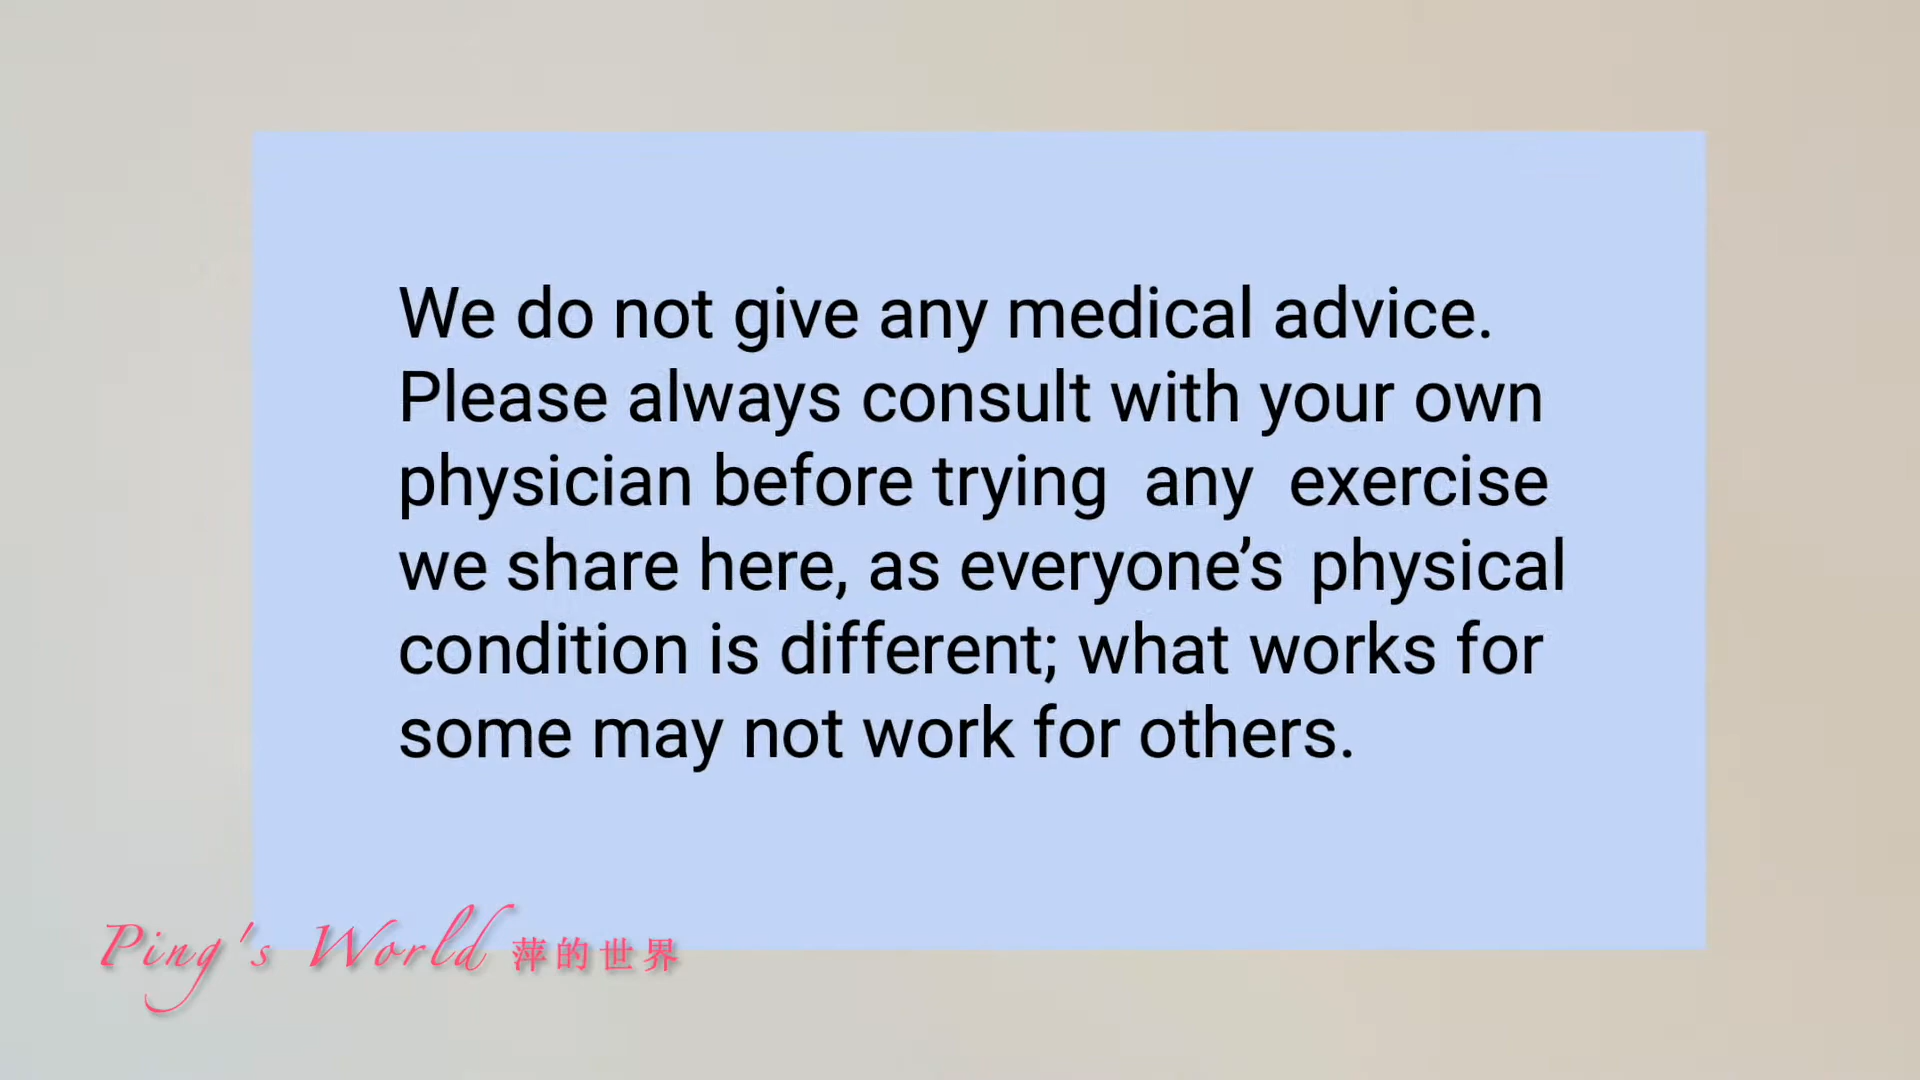 We do not give any medical advice.
Please always consult with your own
physician before trying any exercise
we share here, as everyone’s physical
condition is different; what works for
some may not work for others.
Ping's World 萍的世界